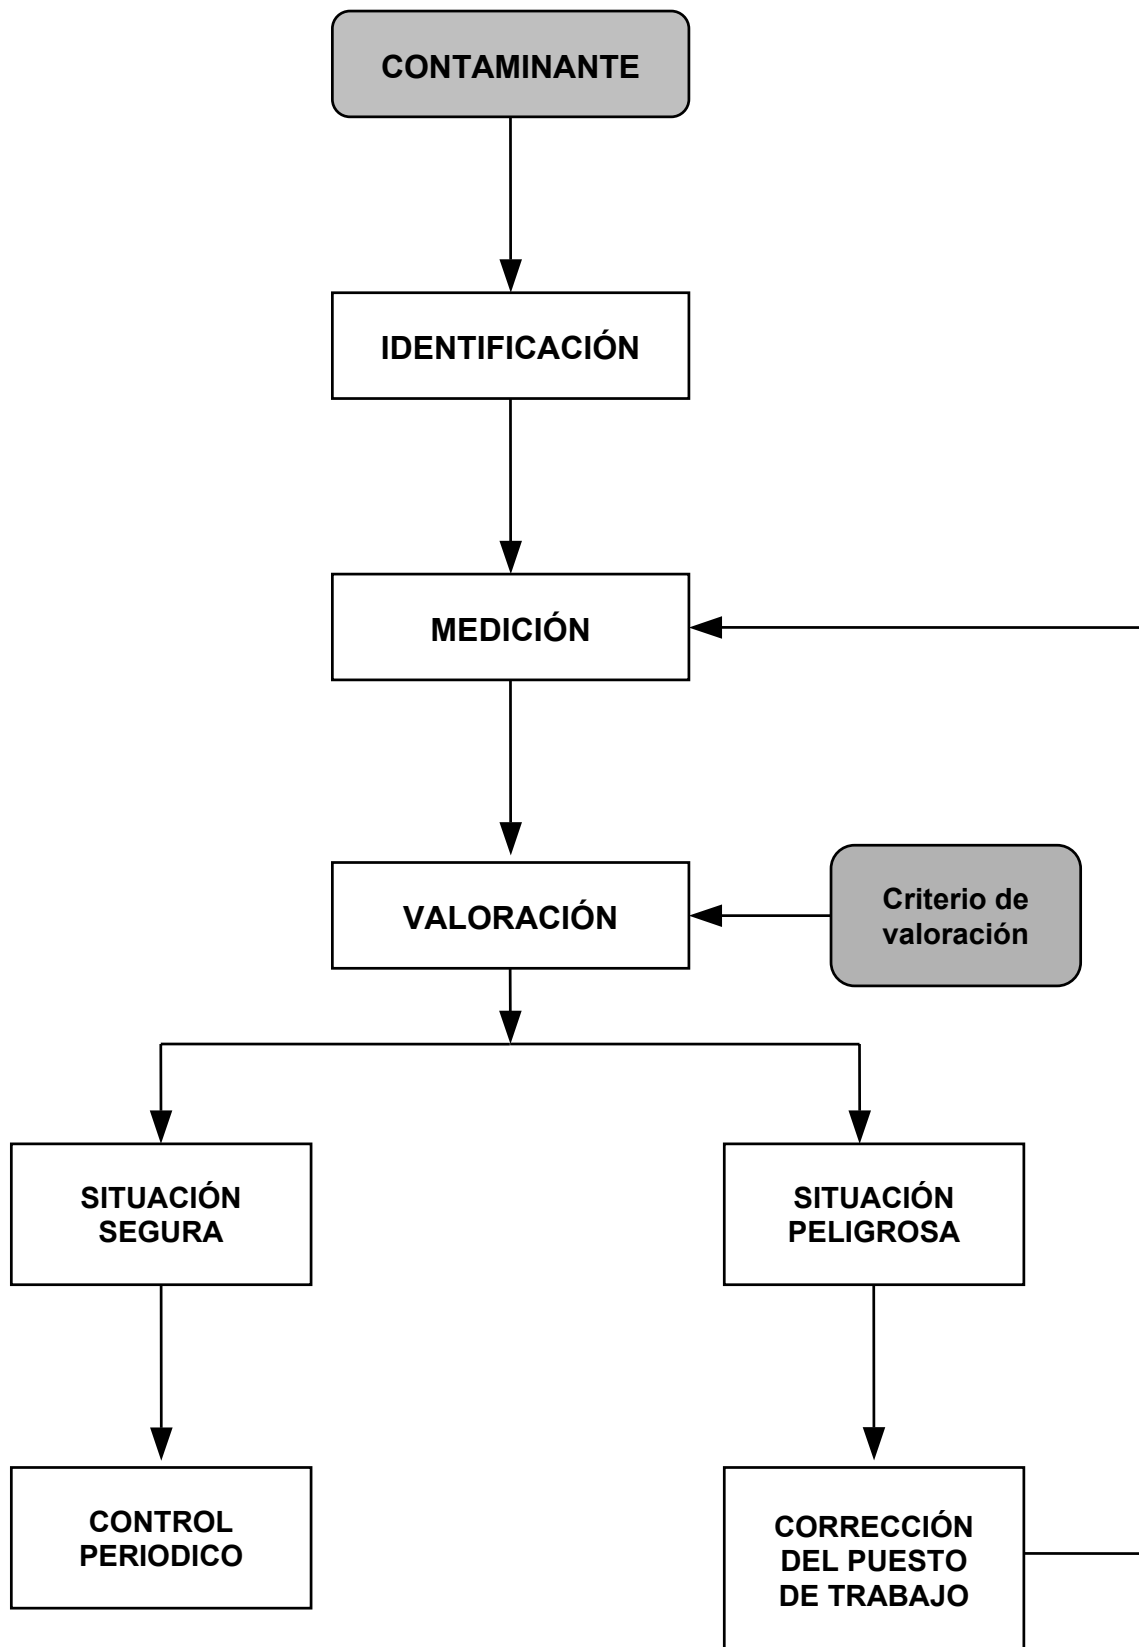 CONTAMINANTE
IDENTIFICACIÓN
MEDICIÓN
VALORACIÓN
Criterio de
valoración
SITUACIÓN
SEGURA
SITUACIÓN
PELIGROSA
CONTROL
PERIODICO
CORRECCIÓN
DEL PUESTO
DE TRABAJO